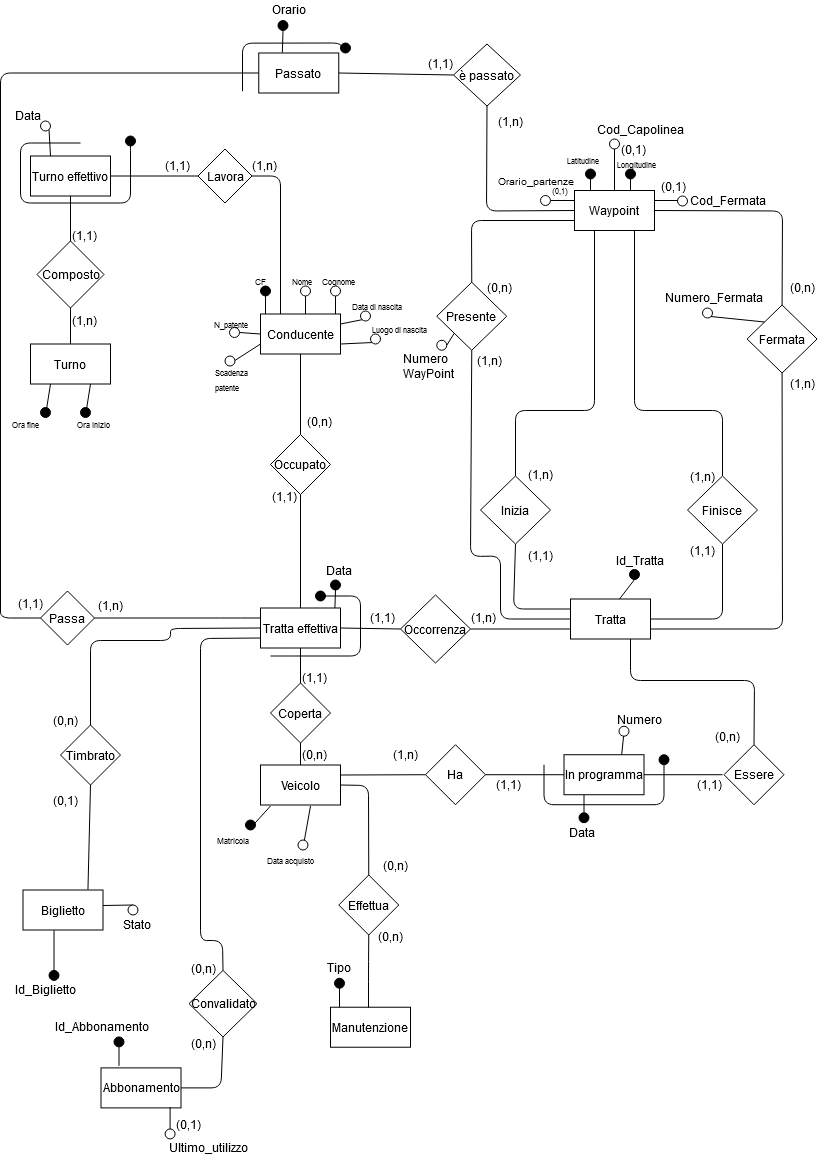 Orario
Passato
(1,1)
è passato
(1,n)
Data
Turno effettivo
(1,1)
Lavora
(1,n)
Cod_Capolinea
(0,1)
Latitudine
Longitudine
Orario_partenze
(0,1)
(0,1)
Cod_Fermata
Waypoint
(1,1)
Composto
(1,n)
Turno
Ora fine
Ora inizio
CF
Nome
Cognome
Data di nascita
Luogo di nascita
N_patente
Conducente
Scadenza
patente
(0,n)
Presente
Numero
WayPoint
(1,n)
Numero_Fermata
(0,n)
Fermata
(1,n)
(0,n)
Occupato
(1,1)
(1,n)
Inizia
(1,1)
(1,n)
Finisce
(1,1)
Id_Tratta
Tratta
Data
Tratta effettiva
(1,1)
Occorrenza
(1,n)
(1,1)
Passa
(1,n)
(1,1)
Coperta
(0,n)
Veicolo
Matricola
Data acquisto
(0,n)
Timbrato
(0,1)
(1,n)
Ha
(1,1)
Numero
In programma
Data
(0,n)
Essere
(1,1)
(0,n)
Effettua
(0,n)
Biglietto
Stato
Id_Biglietto
Tipo
Manutenzione
(0,n)
Convalidato
(0,n)
Id_Abbonamento
Abbonamento
(0,1)
Ultimo_utilizzo